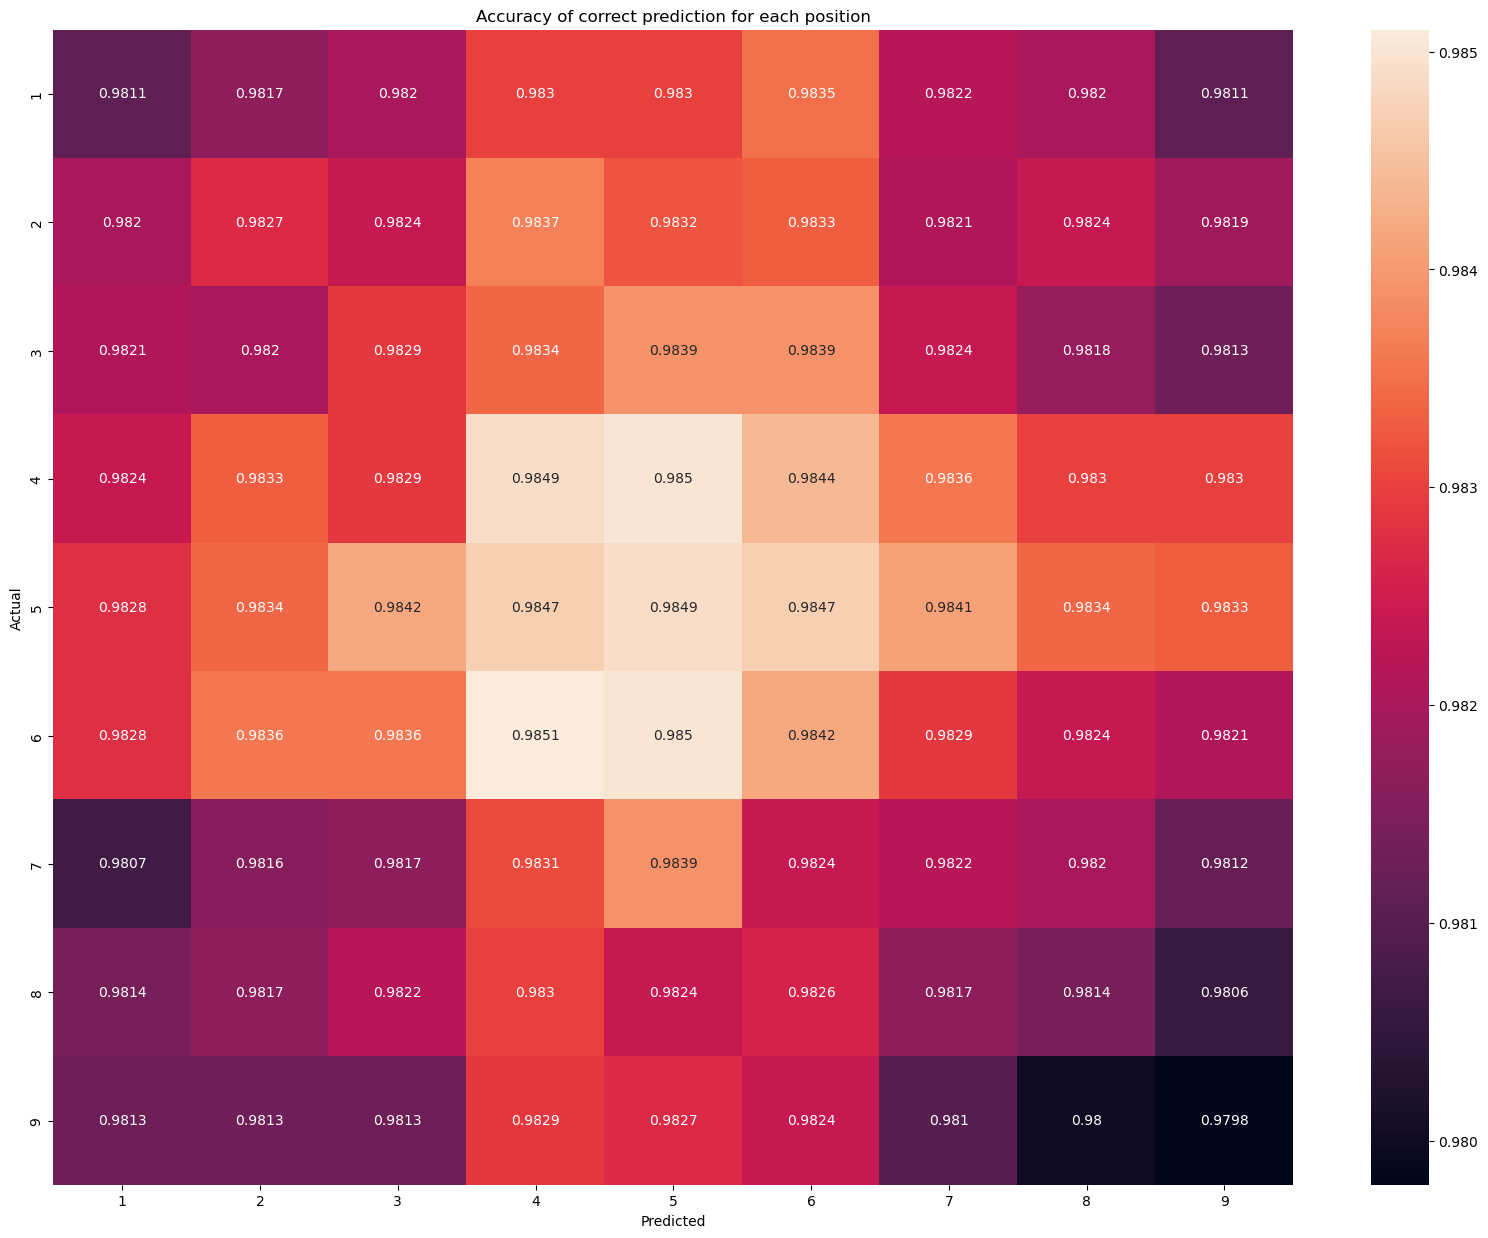 Accuracy of correct prediction for each position
1 0.9811 0.9817 0.982 0.983 0.983 0.9835 0.9822 0.982 0.9811
2 0.982 0.9827 0.9824 0.9837 0.9832 0.9833 0.9821 0.9824 0.9819
3 0.9821 0.982 0.9829 0.9834 0.9839 0.9839 0.9824 0.9818 0.9813
4 0.9824 0.9833 0.9829 0.9849 0.985 0.9844 0.9836 0.983 0.983
5 0.9828 0.9834 0.9842 0.9847 0.9849 0.9847 0.9841 0.9834 0.9833
6 0.9828 0.9836 0.9836 0.9851 0.985 0.9842 0.9829 0.9824 0.9821
7 0.9807 0.9816 0.9817 0.9831 0.9839 0.9824 0.9822 0.982 0.9812
8 0.9814 0.9817 0.9822 0.983 0.9824 0.9826 0.9817 0.9814 0.9806
9 0.9813 0.9813 0.9813 0.9829 0.9827 0.9824 0.981 0.98 0.9798
1 2 3 4 5 6 7 8 9
Predicted
Actual
0.985
0.984
0.983
0.982
0.981
0.980